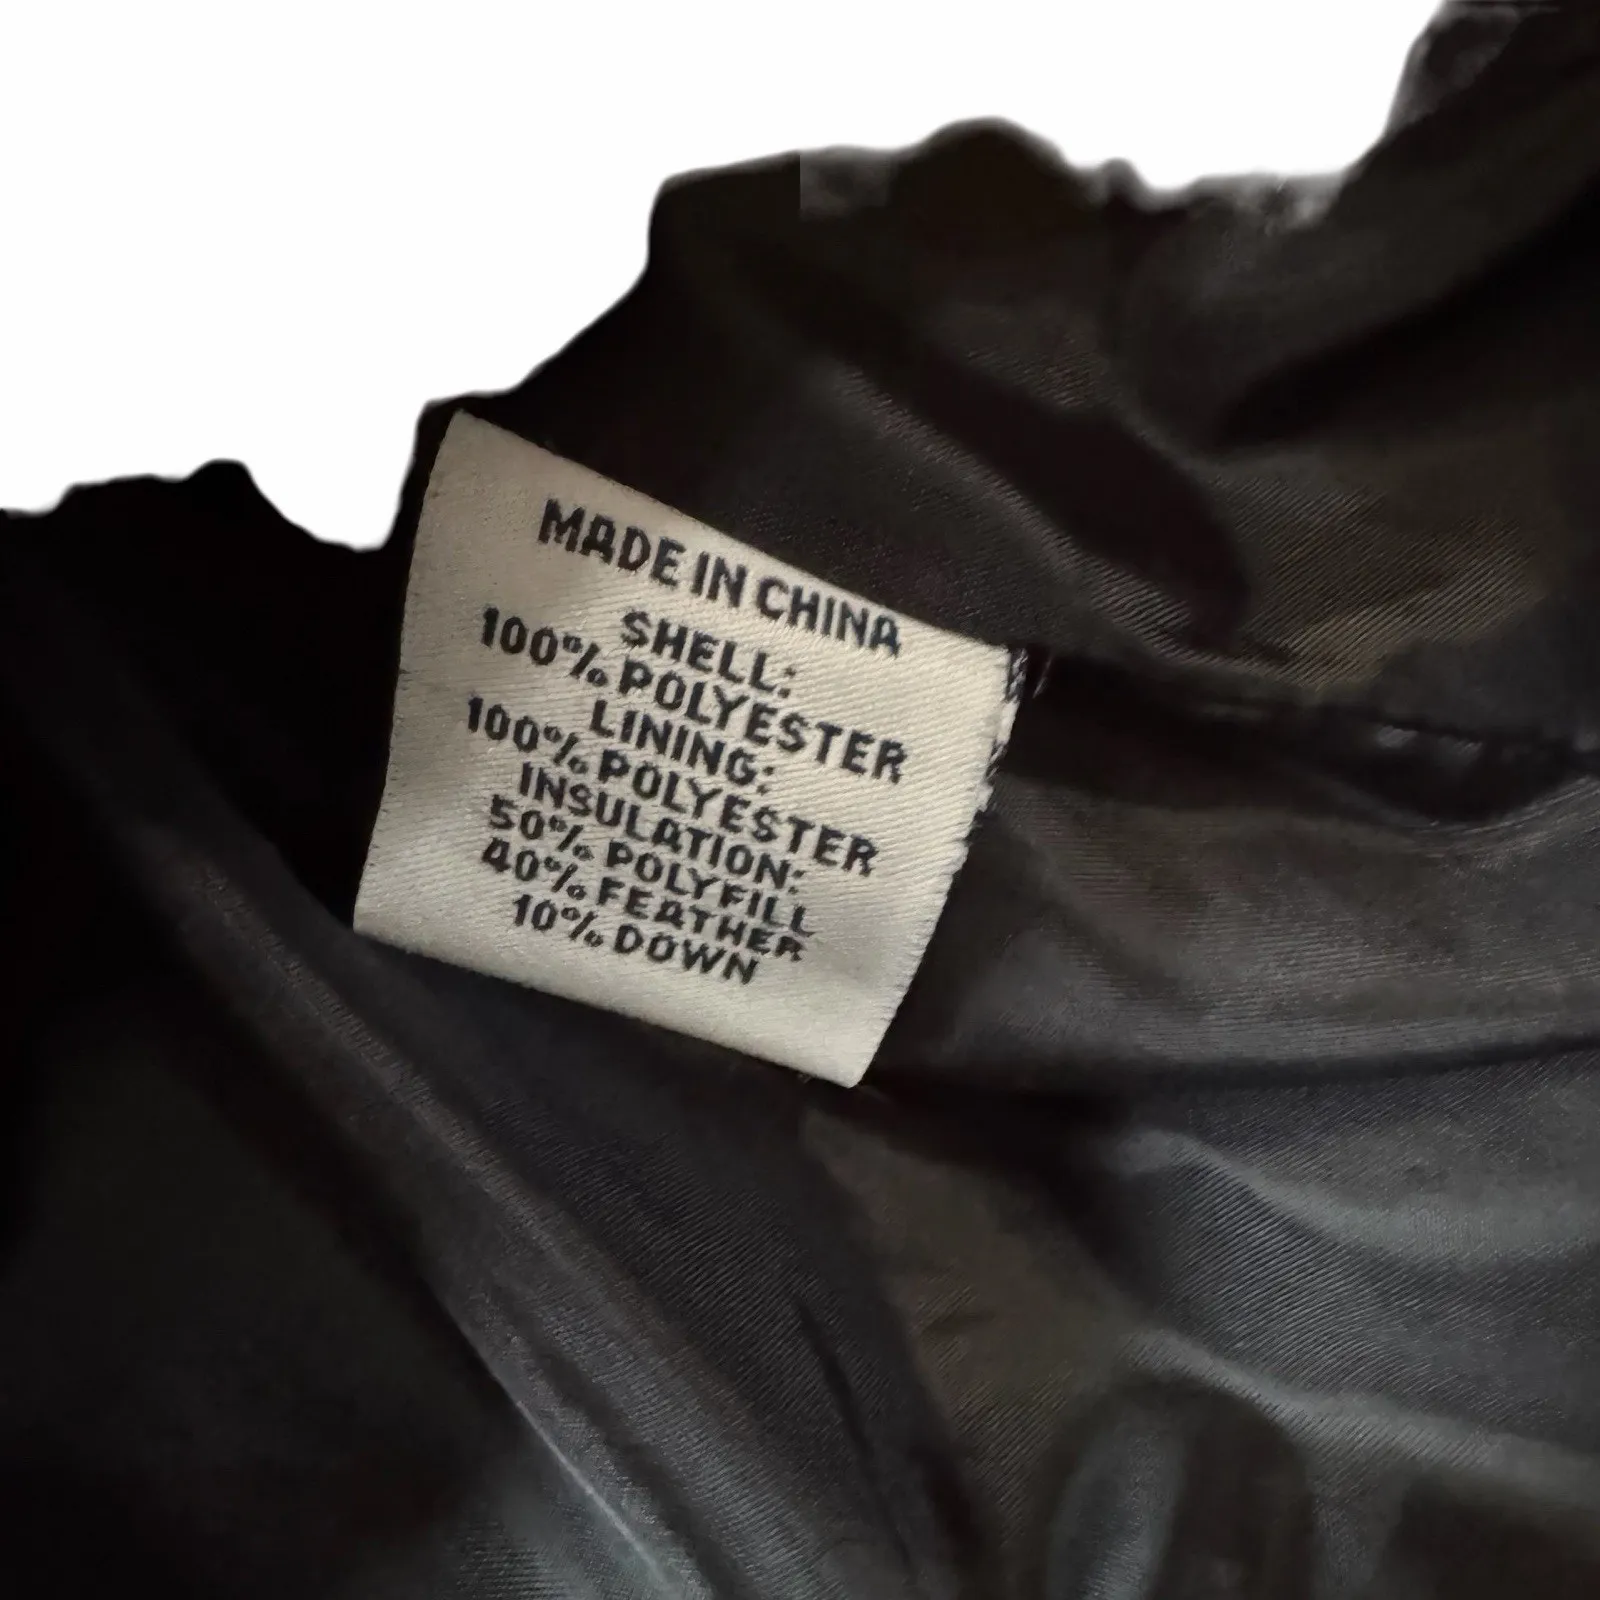 MADE IN CHINA
SHELL:
100% POLYESTER
LINING:
100% POLYESTER
INSULATION:
50% POLYFILL
40% FEATHER
10% DOWN